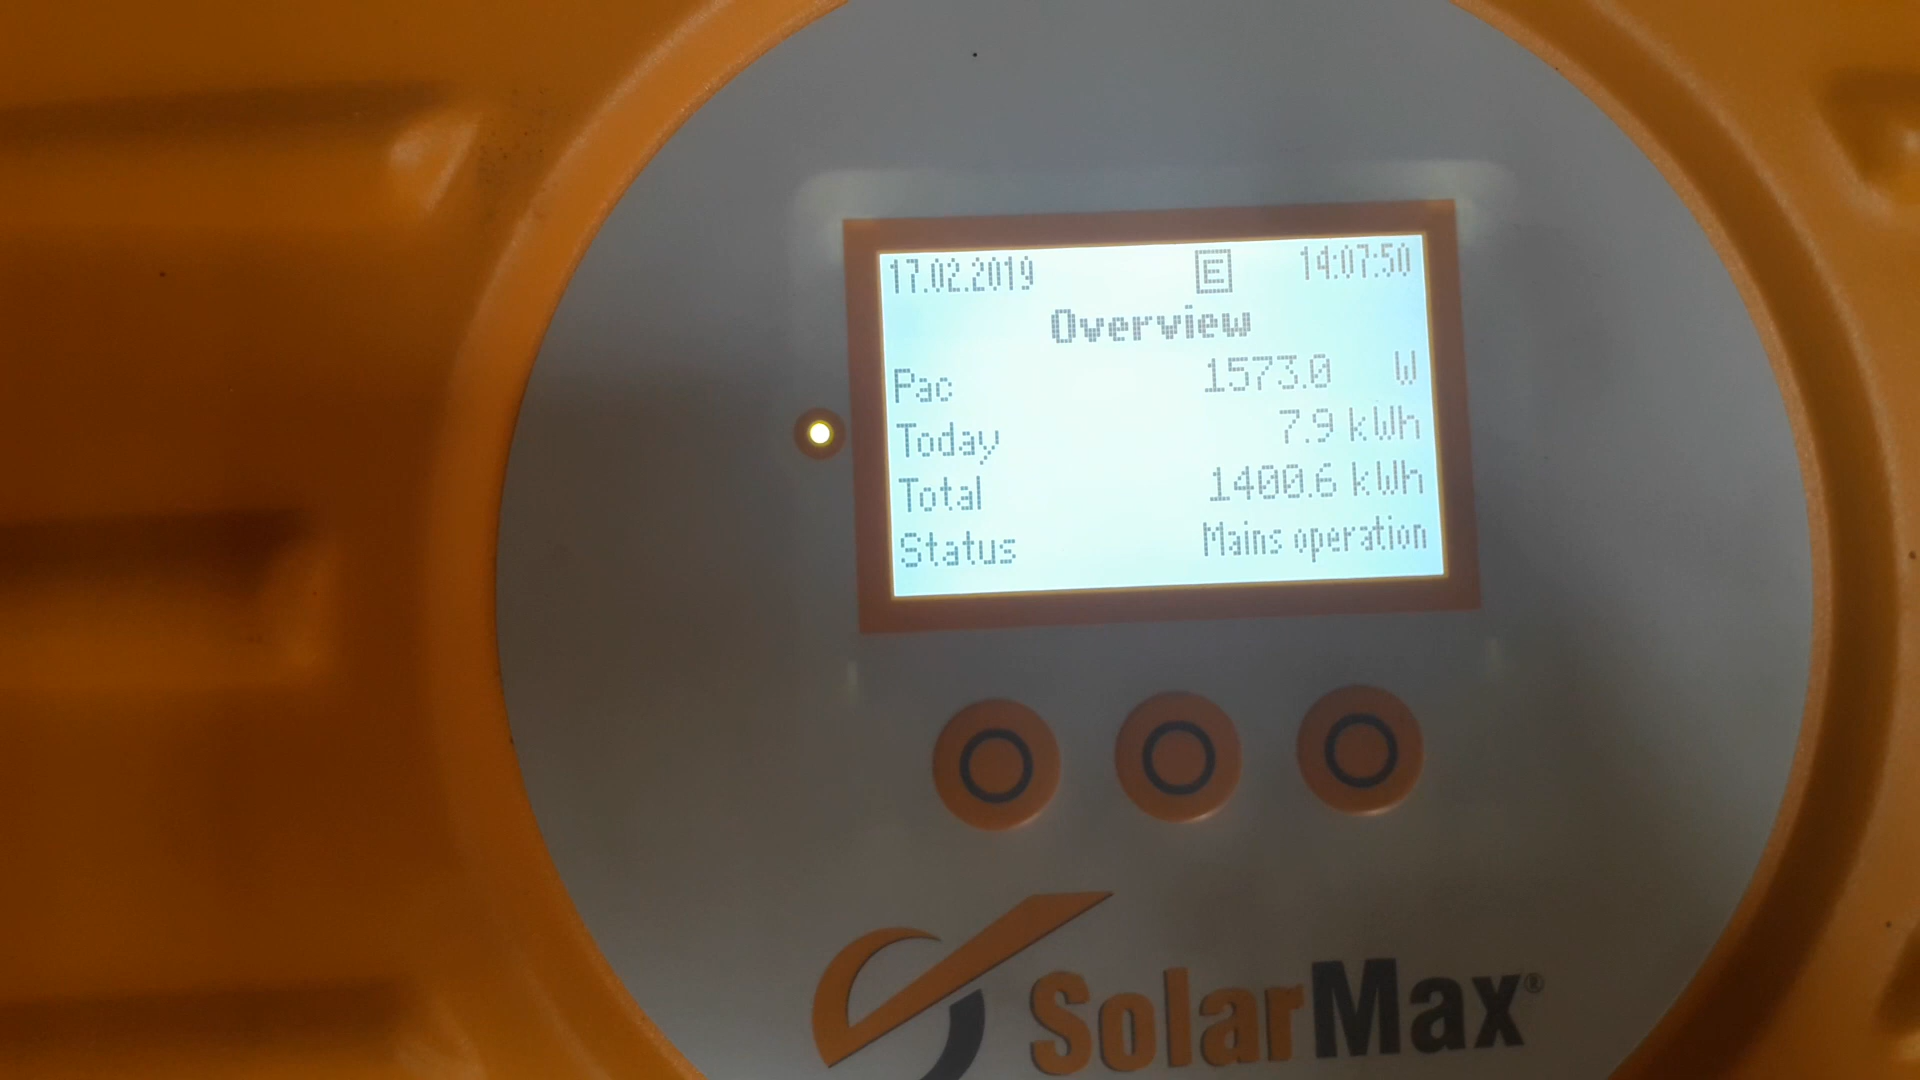 17.02.2019 E 14:07:50
Overview
Pac 1573.0 W
Today 7.9 kWh
Total 1400.6 kWh
Status Mains operation
SolarMax®